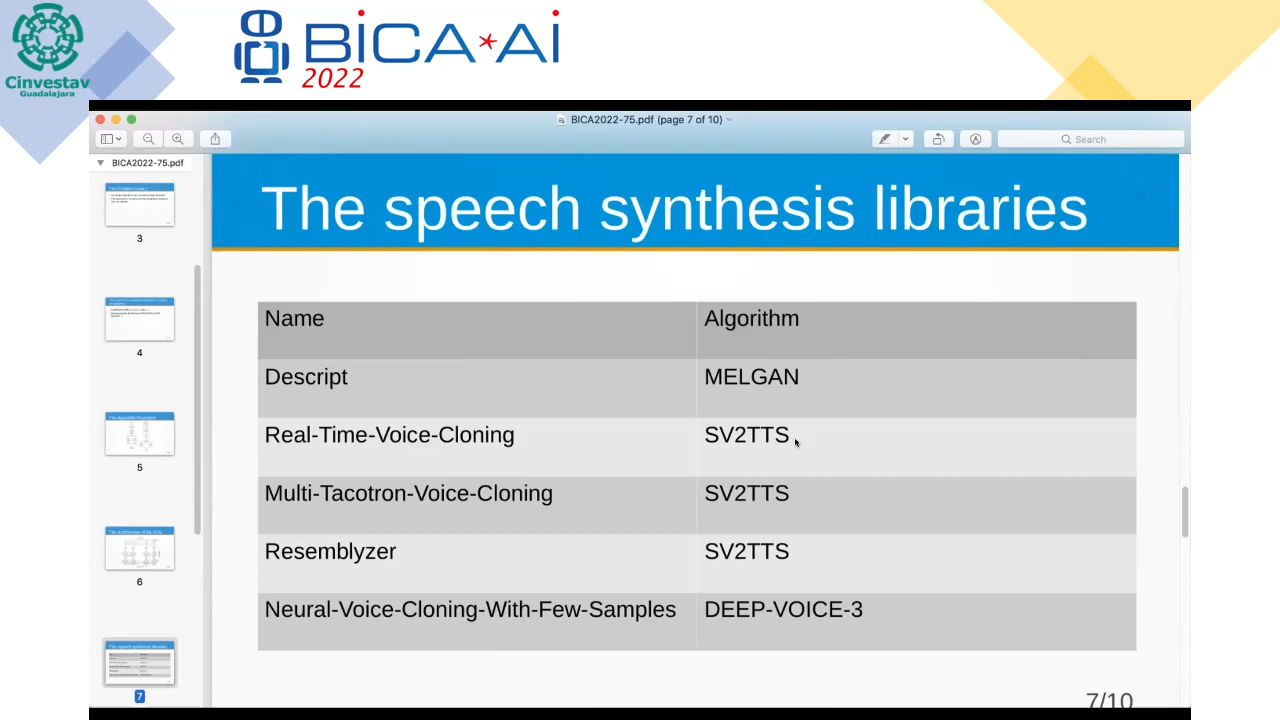 Cinvestav
Guadalajara
BiCA*Ai
2022
BICA2022-75.pdf (page 7 of 10)
Search
BICA2022-75.pdf
3
4
5
6
7
The speech synthesis libraries
Name Algorithm
Descript MELGAN
Real-Time-Voice-Cloning SV2TTS
Multi-Tacotron-Voice-Cloning SV2TTS
Resemblyzer SV2TTS
Neural-Voice-Cloning-With-Few-Samples DEEP-VOICE-3
7/10